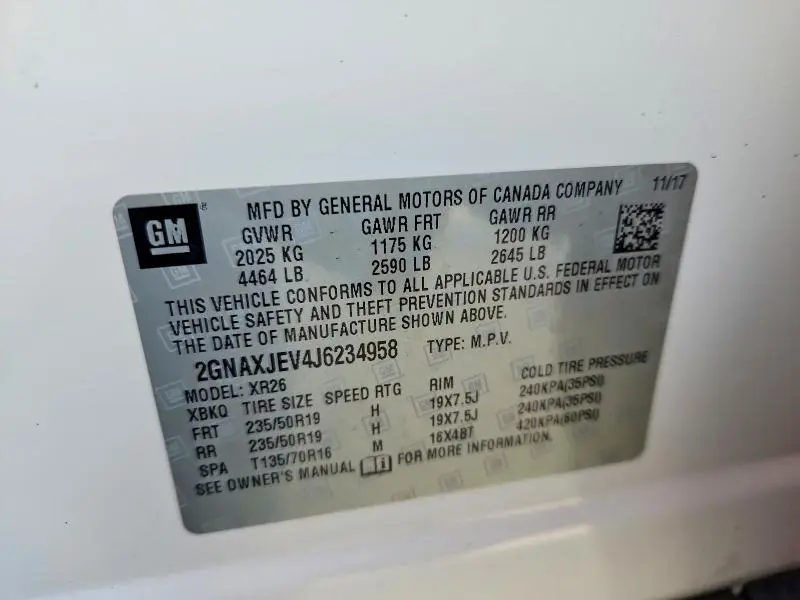 GM® MFD BY GENERAL MOTORS OF CANADA COMPANY 11/17
GVWR GAWR FRT GAWR RR
2025 KG 1175 KG 1200 KG
4464 LB 2590 LB 2645 LB
THIS VEHICLE CONFORMS TO ALL APPLICABLE U.S. FEDERAL MOTOR
VEHICLE SAFETY AND THEFT PREVENTION STANDARDS IN EFFECT ON
THE DATE OF MANUFACTURE SHOWN ABOVE.
2GNAXJEV4J6234958 TYPE: M.P.V.
MODEL: XR26
XBKQ TIRE SIZE SPEED RTG RIM COLD TIRE PRESSURE
FRT 235/50R19 H 19X7.5J 240KPA(35PSI)
RR 235/50R19 H 19X7.5J 240KPA(35PSI)
SPA T135/70R16 M 16X4BT 420KPA(60PSI)
SEE OWNER'S MANUAL FOR MORE INFORMATION.